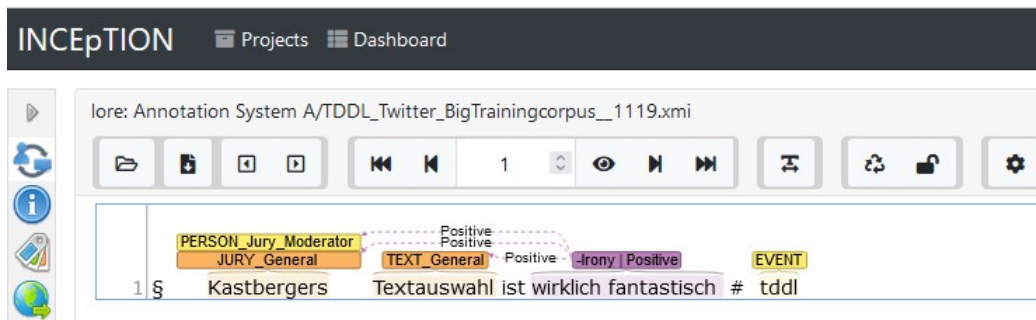 INCEpTION Projects Dashboard
lore: Annotation System A/TDDL_Twitter_BigTrainingcorpus__1119.xmi
1
Positive
PERSON_Jury_Moderator Positive
JURY_General TEXT_General Positive -Irony | Positive EVENT
1 § Kastbergers Textauswahl ist wirklich fantastisch # tddl